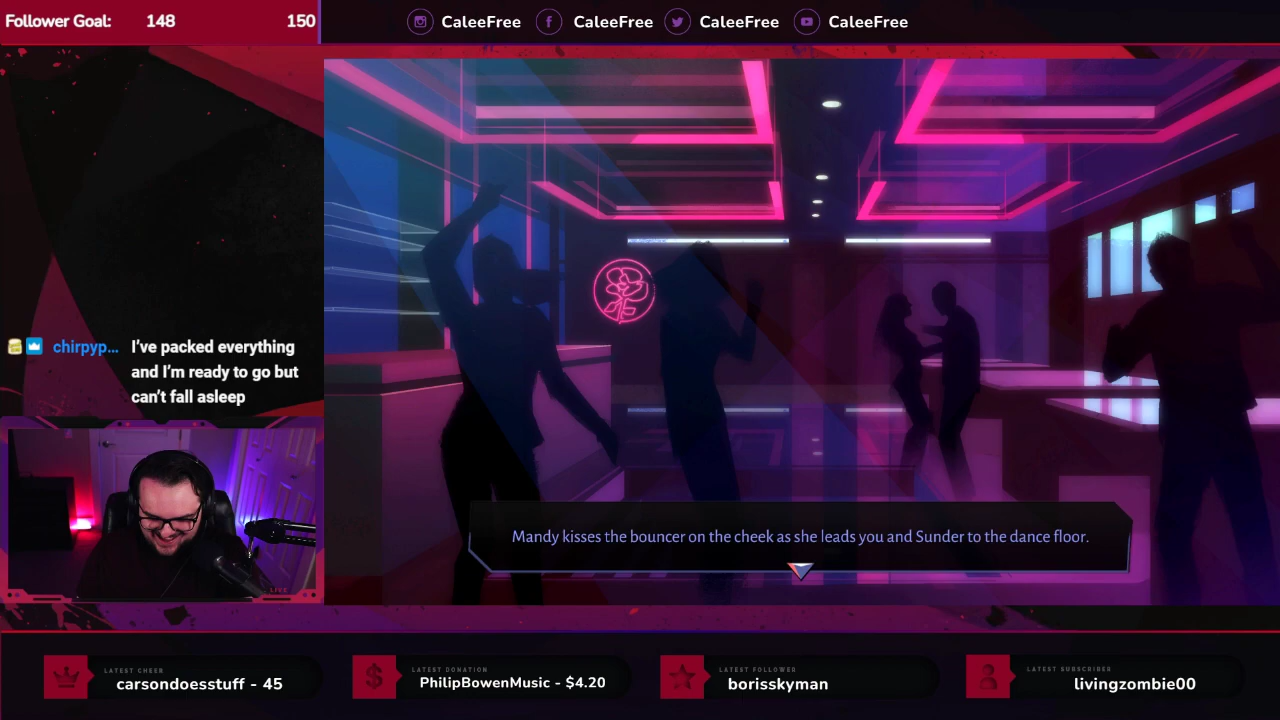 Follower Goal: 148 150
CaleeFree CaleeFree CaleeFree CaleeFree
chirpyp... I've packed everything
and I'm ready to go but
can't fall asleep
Mandy kisses the bouncer on the cheek as she leads you and Sunder to the dance floor.
LIVE
LATEST CHEER
carsondoesstuff - 45
LATEST DONATION
PhilipBowenMusic - $4.20
LATEST FOLLOWER
borisskyman
LATEST SUBSCRIBER
livingzombie00